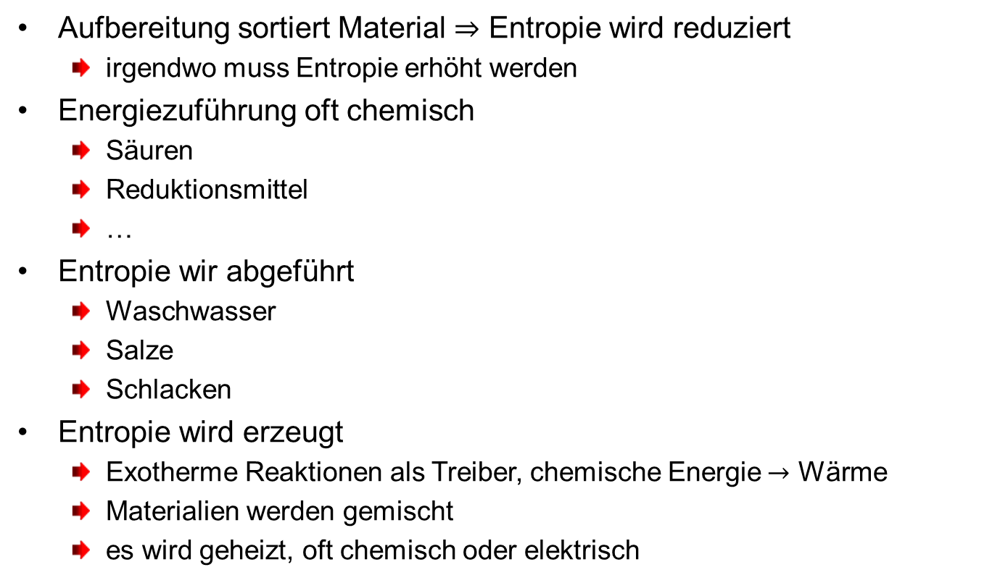 • Aufbereitung sortiert Material ⇒ Entropie wird reduziert
irgendwo muss Entropie erhöht werden
• Energiezuführung oft chemisch
Säuren
Reduktionsmittel
…
• Entropie wir abgeführt
Waschwasser
Salze
Schlacken
• Entropie wird erzeugt
Exotherme Reaktionen als Treiber, chemische Energie → Wärme
Materialien werden gemischt
es wird geheizt, oft chemisch oder elektrisch